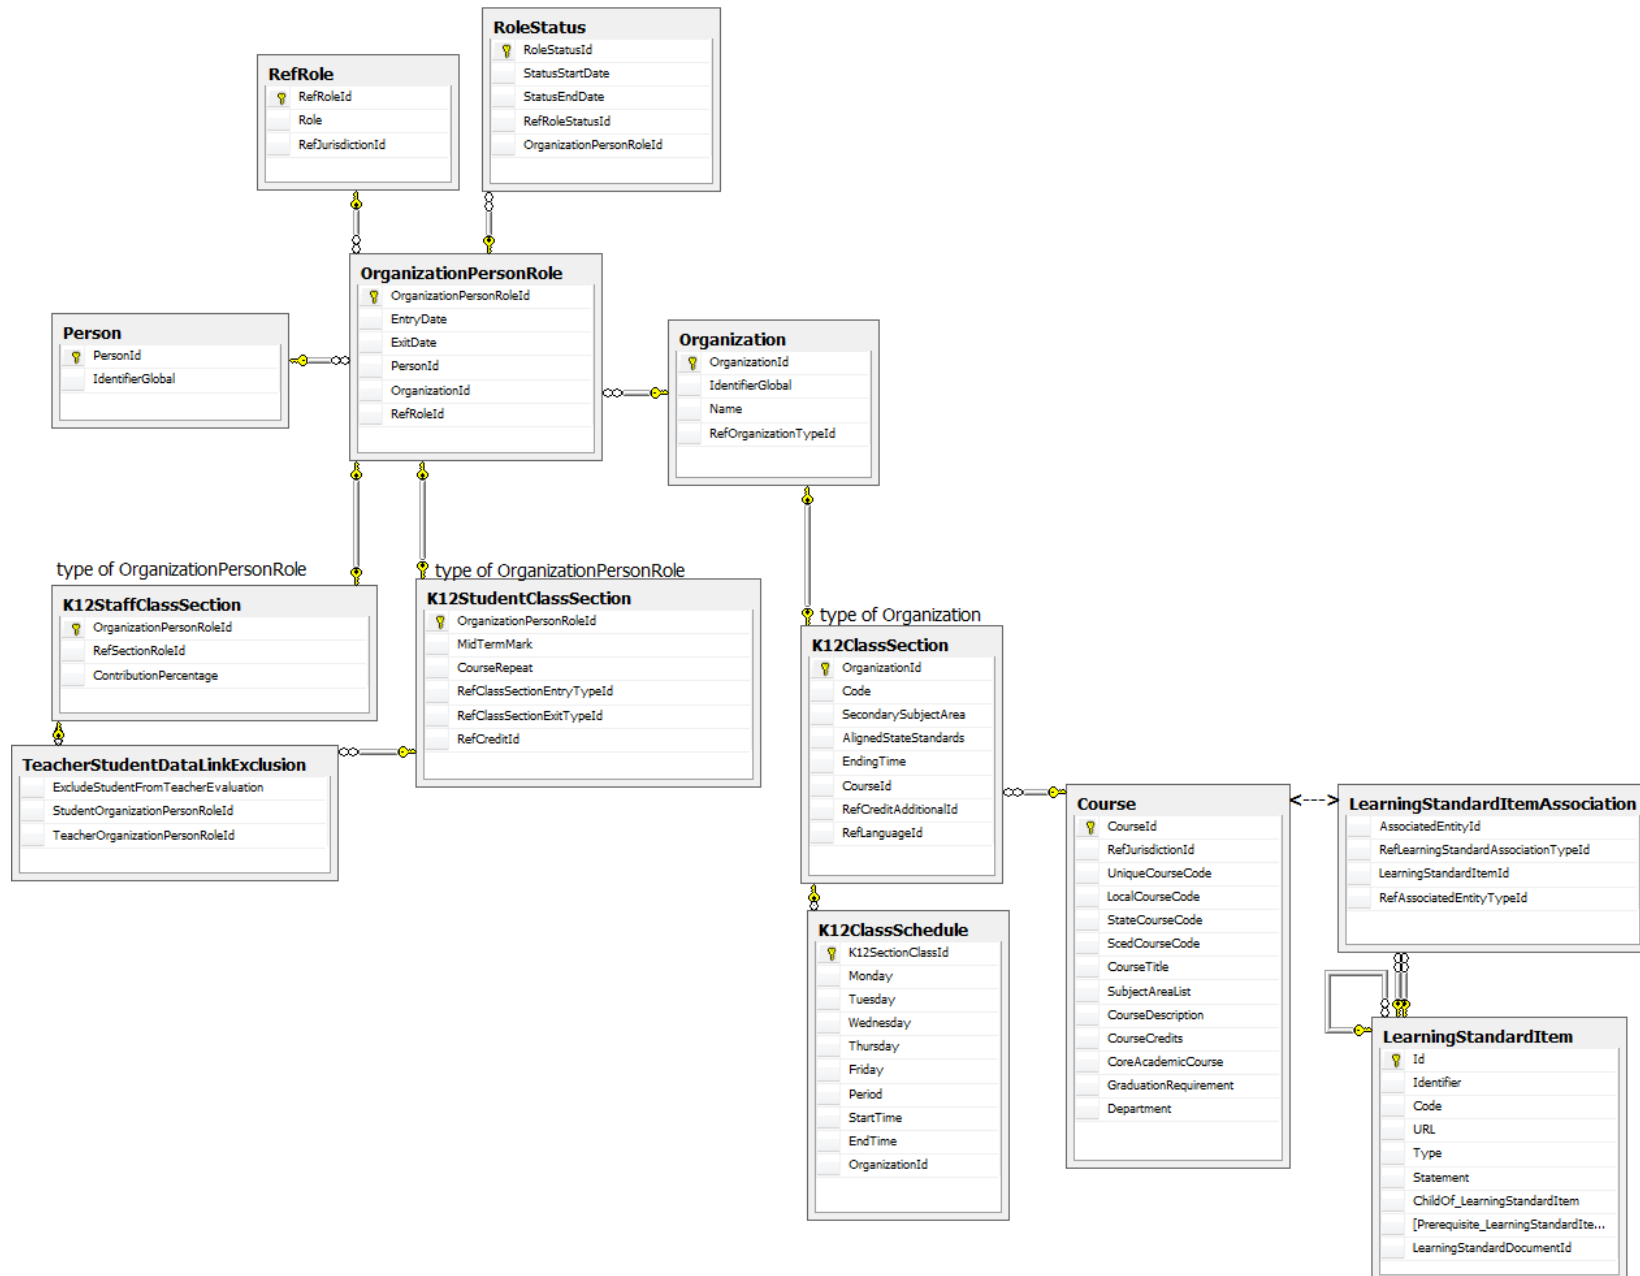 RoleStatus
RoleStatusId
StatusStartDate
StatusEndDate
RefRoleStatusId
OrganizationPersonRoleId
RefRole
RefRoleId
Role
RefJurisdictionId
OrganizationPersonRole
OrganizationPersonRoleId
EntryDate
ExitDate
PersonId
OrganizationId
RefRoleId
Person
PersonId
IdentifierGlobal
Organization
OrganizationId
IdentifierGlobal
Name
RefOrganizationTypeId
type of OrganizationPersonRole
K12StaffClassSection
OrganizationPersonRoleId
RefSectionRoleId
ContributionPercentage
type of OrganizationPersonRole
K12StudentClassSection
OrganizationPersonRoleId
MidTermMark
CourseRepeat
RefClassSectionEntryTypeId
RefClassSectionExitTypeId
RefCreditId
TeacherStudentDataLinkExclusion
ExcludeStudentFromTeacherEvaluation
StudentOrganizationPersonRoleId
TeacherOrganizationPersonRoleId
type of Organization
K12ClassSection
OrganizationId
Code
SecondarySubjectArea
AlignedStateStandards
EndingTime
CourseId
RefCreditAdditionalId
RefLanguageId
K12ClassSchedule
K12SectionClassId
Monday
Tuesday
Wednesday
Thursday
Friday
Period
StartTime
EndTime
OrganizationId
Course
CourseId
RefJurisdictionId
UniqueCourseCode
LocalCourseCode
StateCourseCode
ScedCourseCode
CourseTitle
SubjectAreaList
CourseDescription
CourseCredits
CoreAcademicCourse
GraduationRequirement
Department
<--->
LearningStandardItemAssociation
AssociatedEntityId
RefLearningStandardAssociationTypeId
LearningStandardItemId
RefAssociatedEntityTypeId
LearningStandardItem
Id
Identifier
Code
URL
Type
Statement
ChildOf_LearningStandardItem
[Prerequisite_LearningStandardIte...
LearningStandardDocumentId